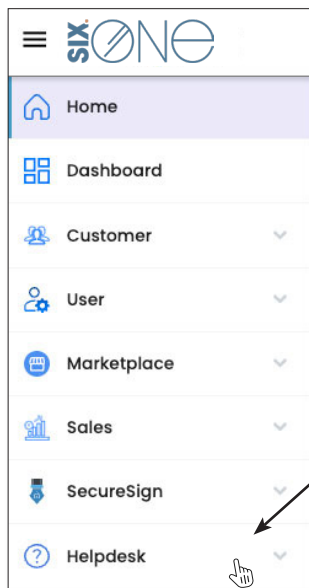 SIX ONE
Home
Dashboard
Customer
User
Marketplace
Sales
SecureSign
Helpdesk